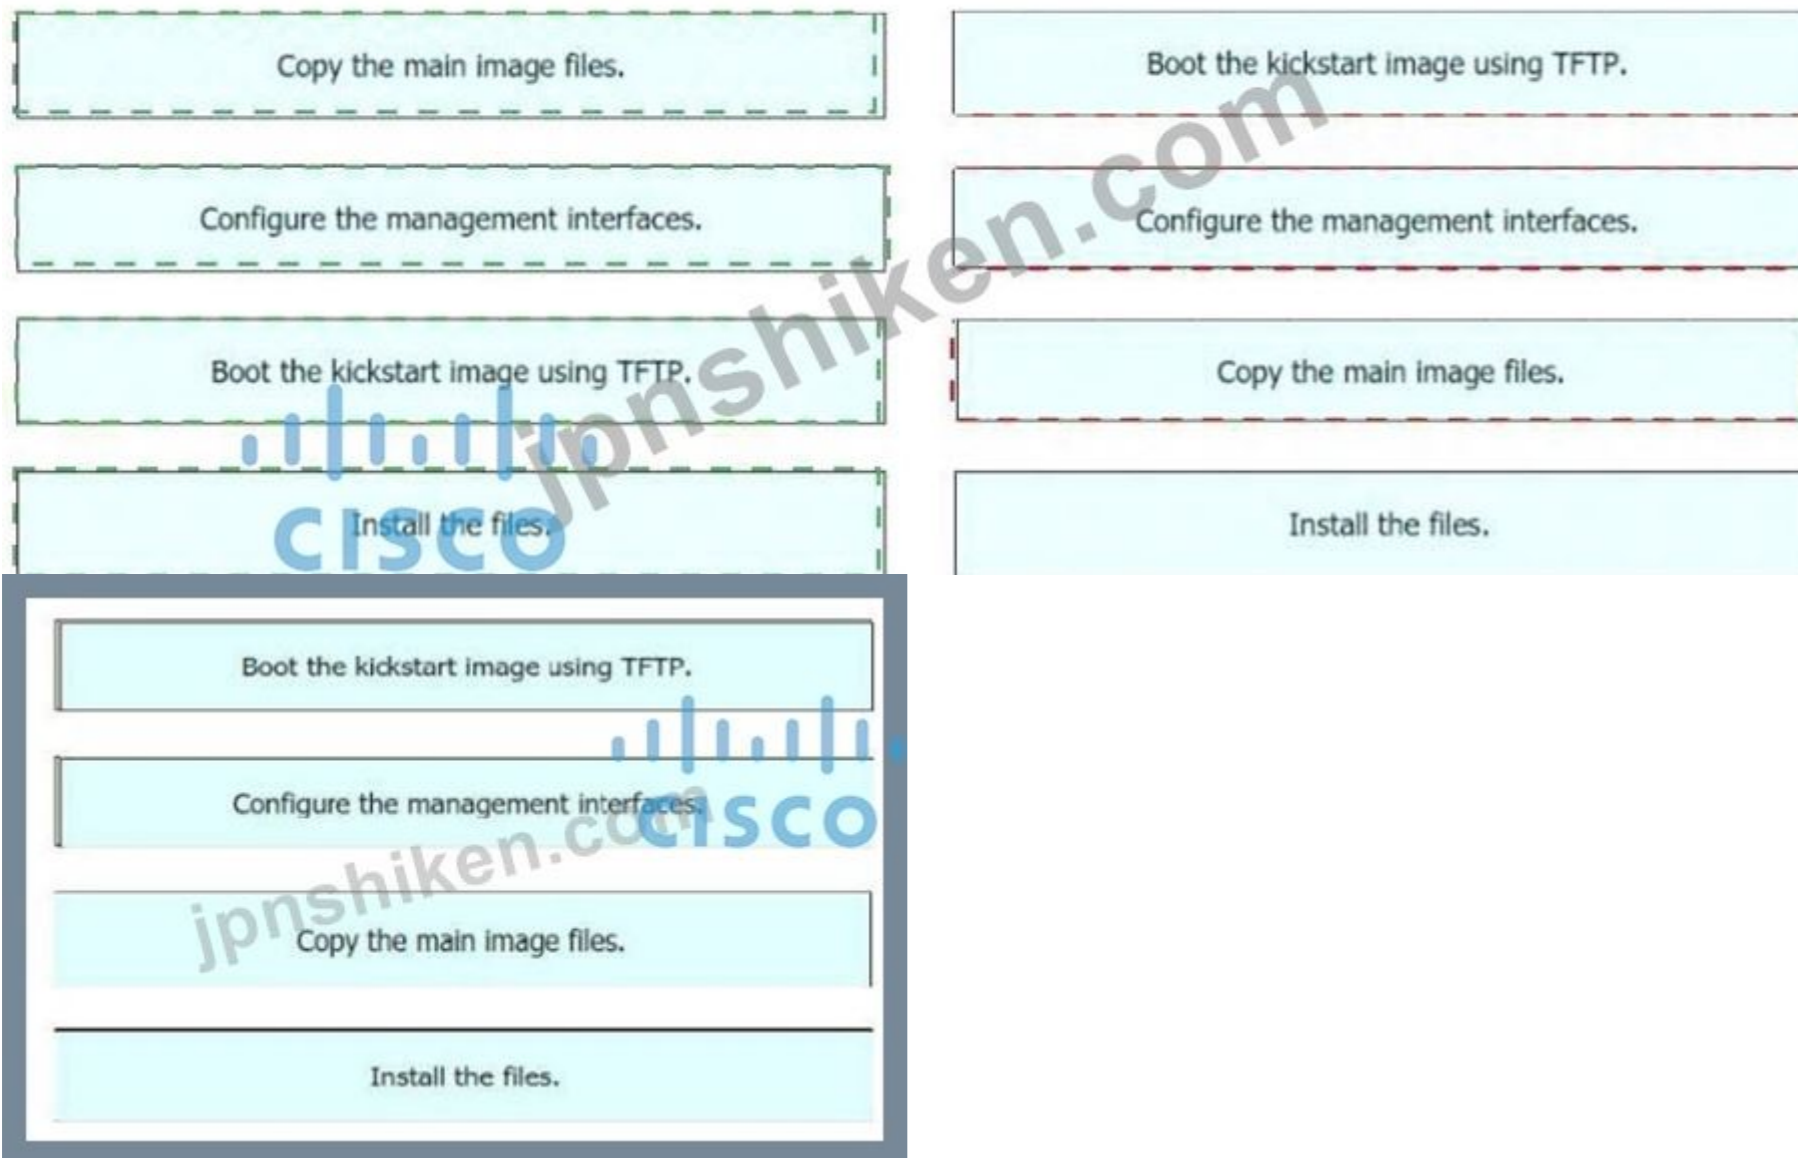 Copy the main image files.
Configure the management interfaces.
Boot the kickstart image using TFTP.
Install the files.
Boot the kickstart image using TFTP.
Configure the management interfaces.
Copy the main image files.
Install the files.
jpnshiken.com
CISCO
Boot the kickstart image using TFTP.
Configure the management interfaces.
Copy the main image files.
Install the files.
jpnshiken.com
CISCO